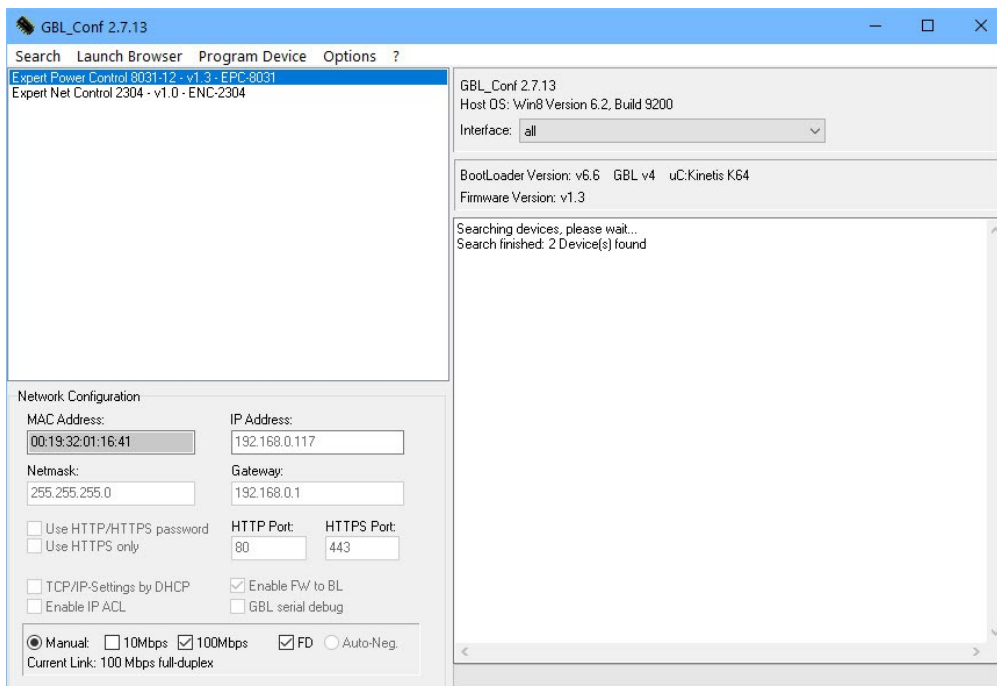 GBL_Conf 2.7.13
Search Launch Browser Program Device Options ?
Expert Power Control 8031-12 - v1.3 - EPC-8031
Expert Net Control 2304 - v1.0 - ENC-2304
GBL_Conf 2.7.13
Host OS: Win8 Version 6.2, Build 9200
Interface: all
BootLoader Version: v6.6 GBL v4 uC:Kinetis K64
Firmware Version: v1.3
Searching devices, please wait...
Search finished: 2 Device(s) found
Network Configuration
MAC Address: IP Address:
00:19:32:01:16:41 192.168.0.117
Netmask: Gateway:
255.255.255.0 192.168.0.1
Use HTTP/HTTPS password HTTP Port: HTTPS Port:
Use HTTPS only 80 443
TCP/IP-Settings by DHCP Enable FW to BL
Enable IP ACL GBL serial debug
Manual: 10Mbps 100Mbps FD Auto-Neg.
Current Link: 100 Mbps full-duplex